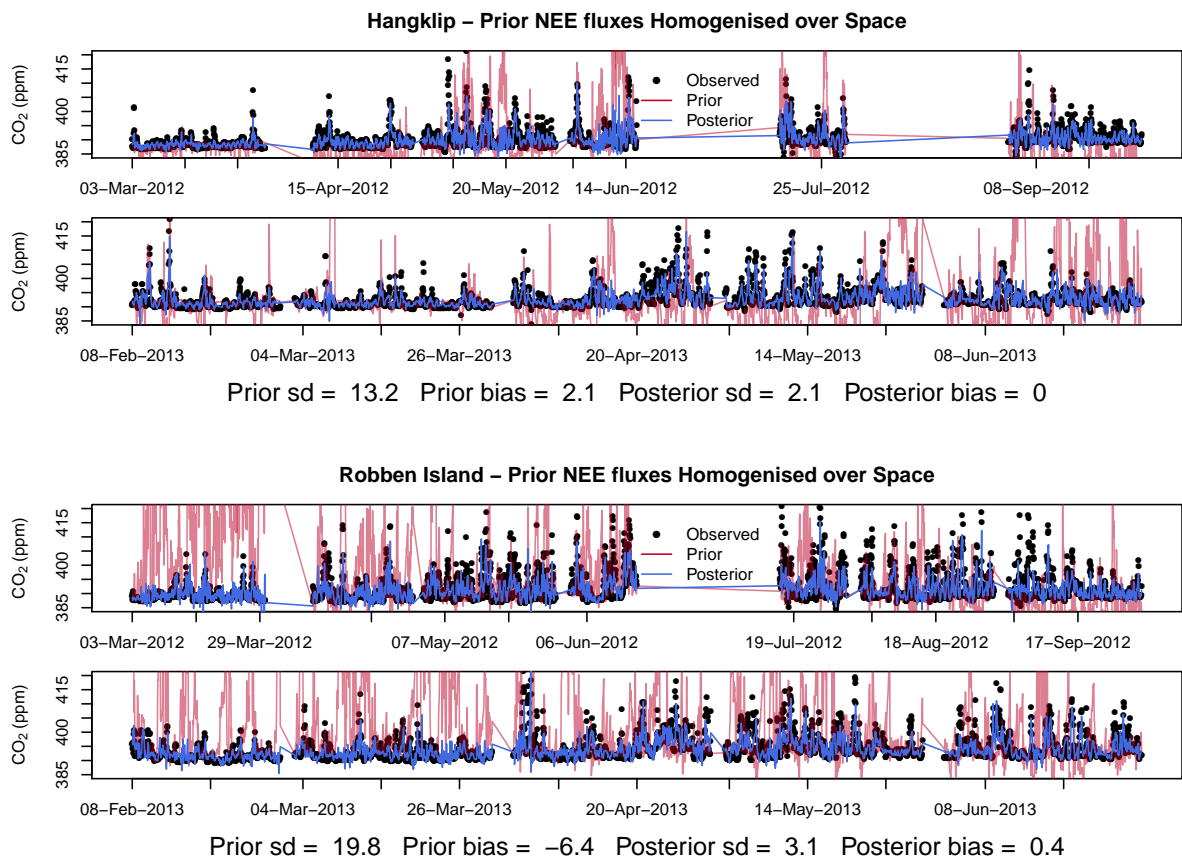 Hangklip – Prior NEE fluxes Homogenised over Space
CO2 (ppm)
385 400 415
Observed
Prior
Posterior
03−Mar−2012 15−Apr−2012 20−May−2012 14−Jun−2012 25−Jul−2012 08−Sep−2012
CO2 (ppm)
385 400 415
08−Feb−2013 04−Mar−2013 26−Mar−2013 20−Apr−2013 14−May−2013 08−Jun−2013
Prior sd = 13.2 Prior bias = 2.1 Posterior sd = 2.1 Posterior bias = 0
Robben Island – Prior NEE fluxes Homogenised over Space
CO2 (ppm)
385 400 415
Observed
Prior
Posterior
03−Mar−2012 29−Mar−2012 07−May−2012 06−Jun−2012 19−Jul−2012 18−Aug−2012 17−Sep−2012
CO2 (ppm)
385 400 415
08−Feb−2013 04−Mar−2013 26−Mar−2013 20−Apr−2013 14−May−2013 08−Jun−2013
Prior sd = 19.8 Prior bias = −6.4 Posterior sd = 3.1 Posterior bias = 0.4